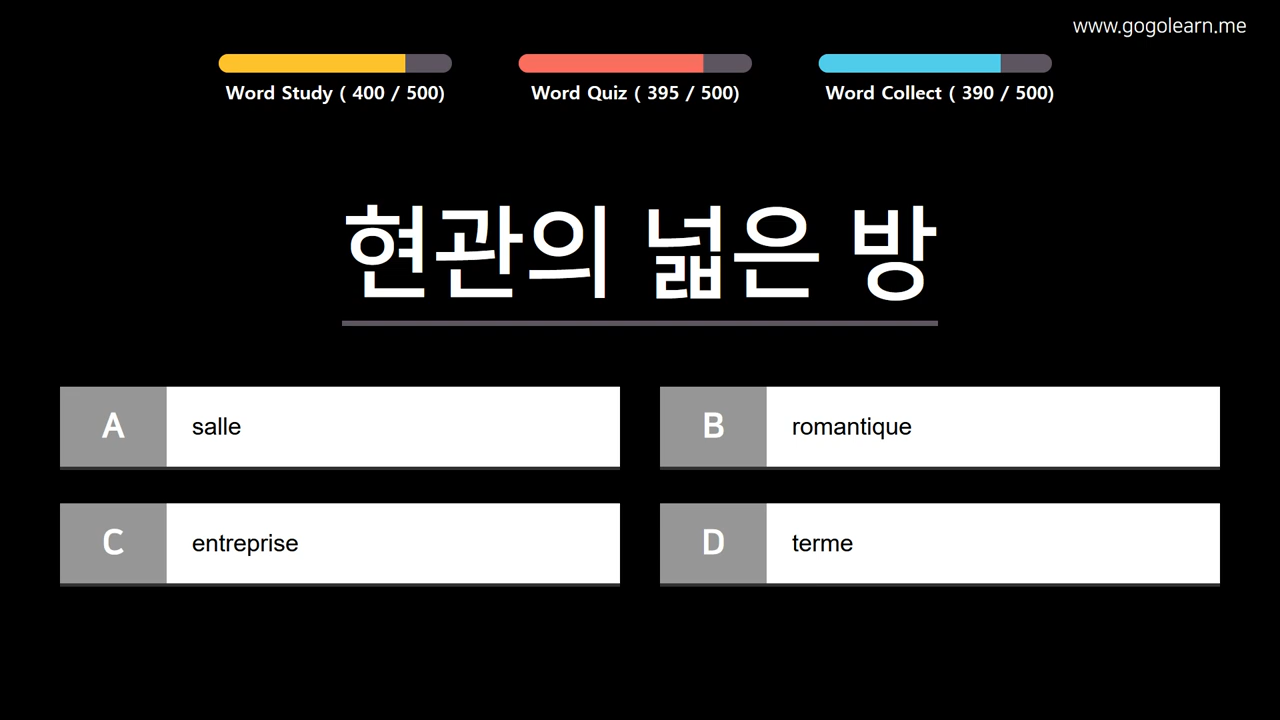 www.gogolearn.me
Word Study ( 400 / 500)
Word Quiz ( 395 / 500)
Word Collect ( 390 / 500)
현관의 넓은 방
A salle
B romantique
C entreprise
D terme